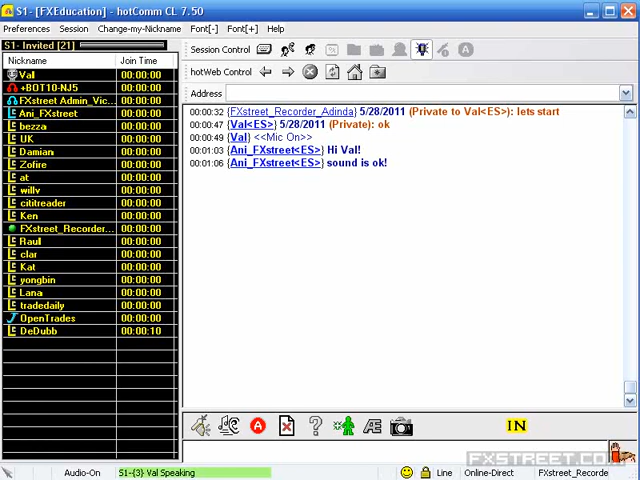 S1- [FXEducation] - hotComm CL 7.50
Preferences Session Change-my-Nickname Font[-] Font[+] Help
S1- Invited [21]
Session Control
hotWeb Control
Address
Nickname Join Time
Val 00:00:00
+BOT10-NJ5 00:00:00
FXstreet Admin_Vic... 00:00:00
Ani_FXstreet 00:00:00
bezza 00:00:00
UK 00:00:00
Damian 00:00:00
Zofire 00:00:00
at 00:00:00
willy 00:00:00
cititreader 00:00:00
Ken 00:00:00
FXstreet_Recorder... 00:00:00
Raul 00:00:00
clar 00:00:00
Kat 00:00:00
yongbin 00:00:00
Lana 00:00:00
tradedaily 00:00:00
OpenTrades 00:00:00
DeDubb 00:00:10
00:00:32 {FXstreet_Recorder_Adinda} 5/28/2011 (Private to Val<ES>): lets start
00:00:47 {Val<ES>} 5/28/2011 (Private): ok
00:00:49 {Val} <<Mic On>>
00:01:03 {Ani_FXstreet<ES>} Hi Val!
00:01:06 {Ani_FXstreet<ES>} sound is ok!
IN
FXSTREET.COM
Audio-On S1-{3} Val Speaking Line Online-Direct FXstreet_Recorde